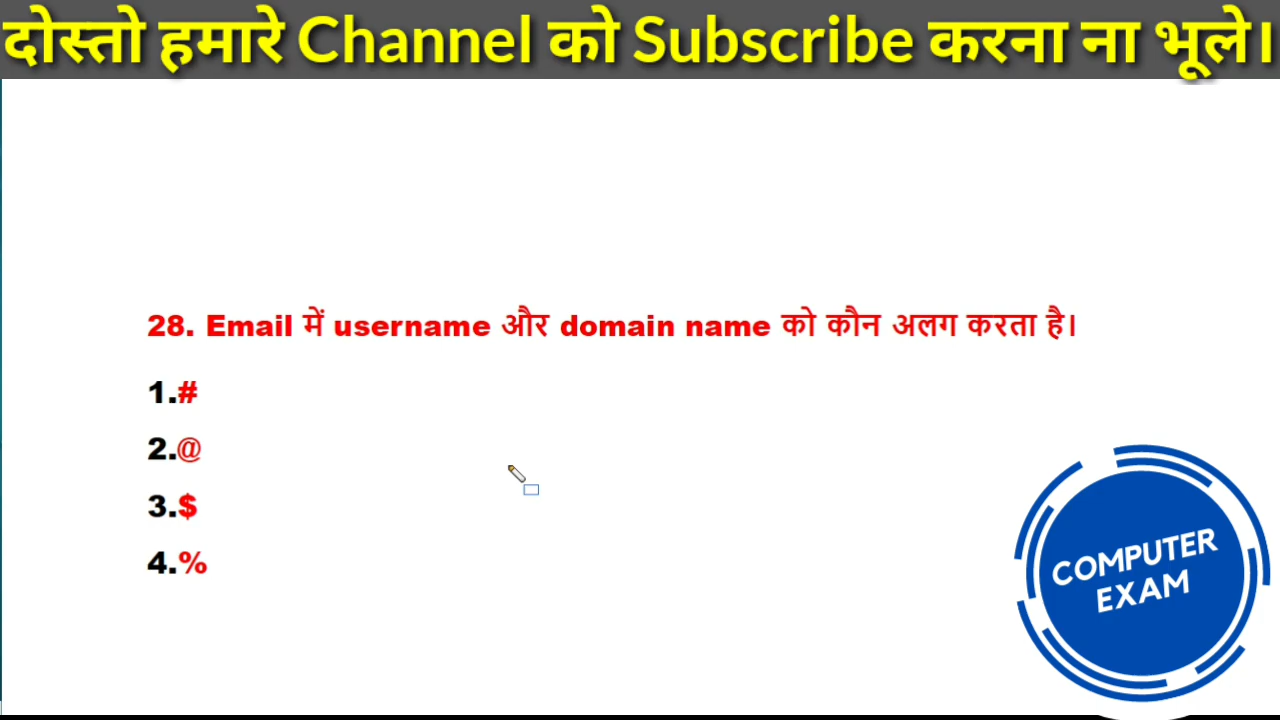 दोस्तो हमारे Channel को Subscribe करना ना भूले।
28. Email में username और domain name को कौन अलग करता है।
1.#
2.@
3.$
4.%
COMPUTER
EXAM